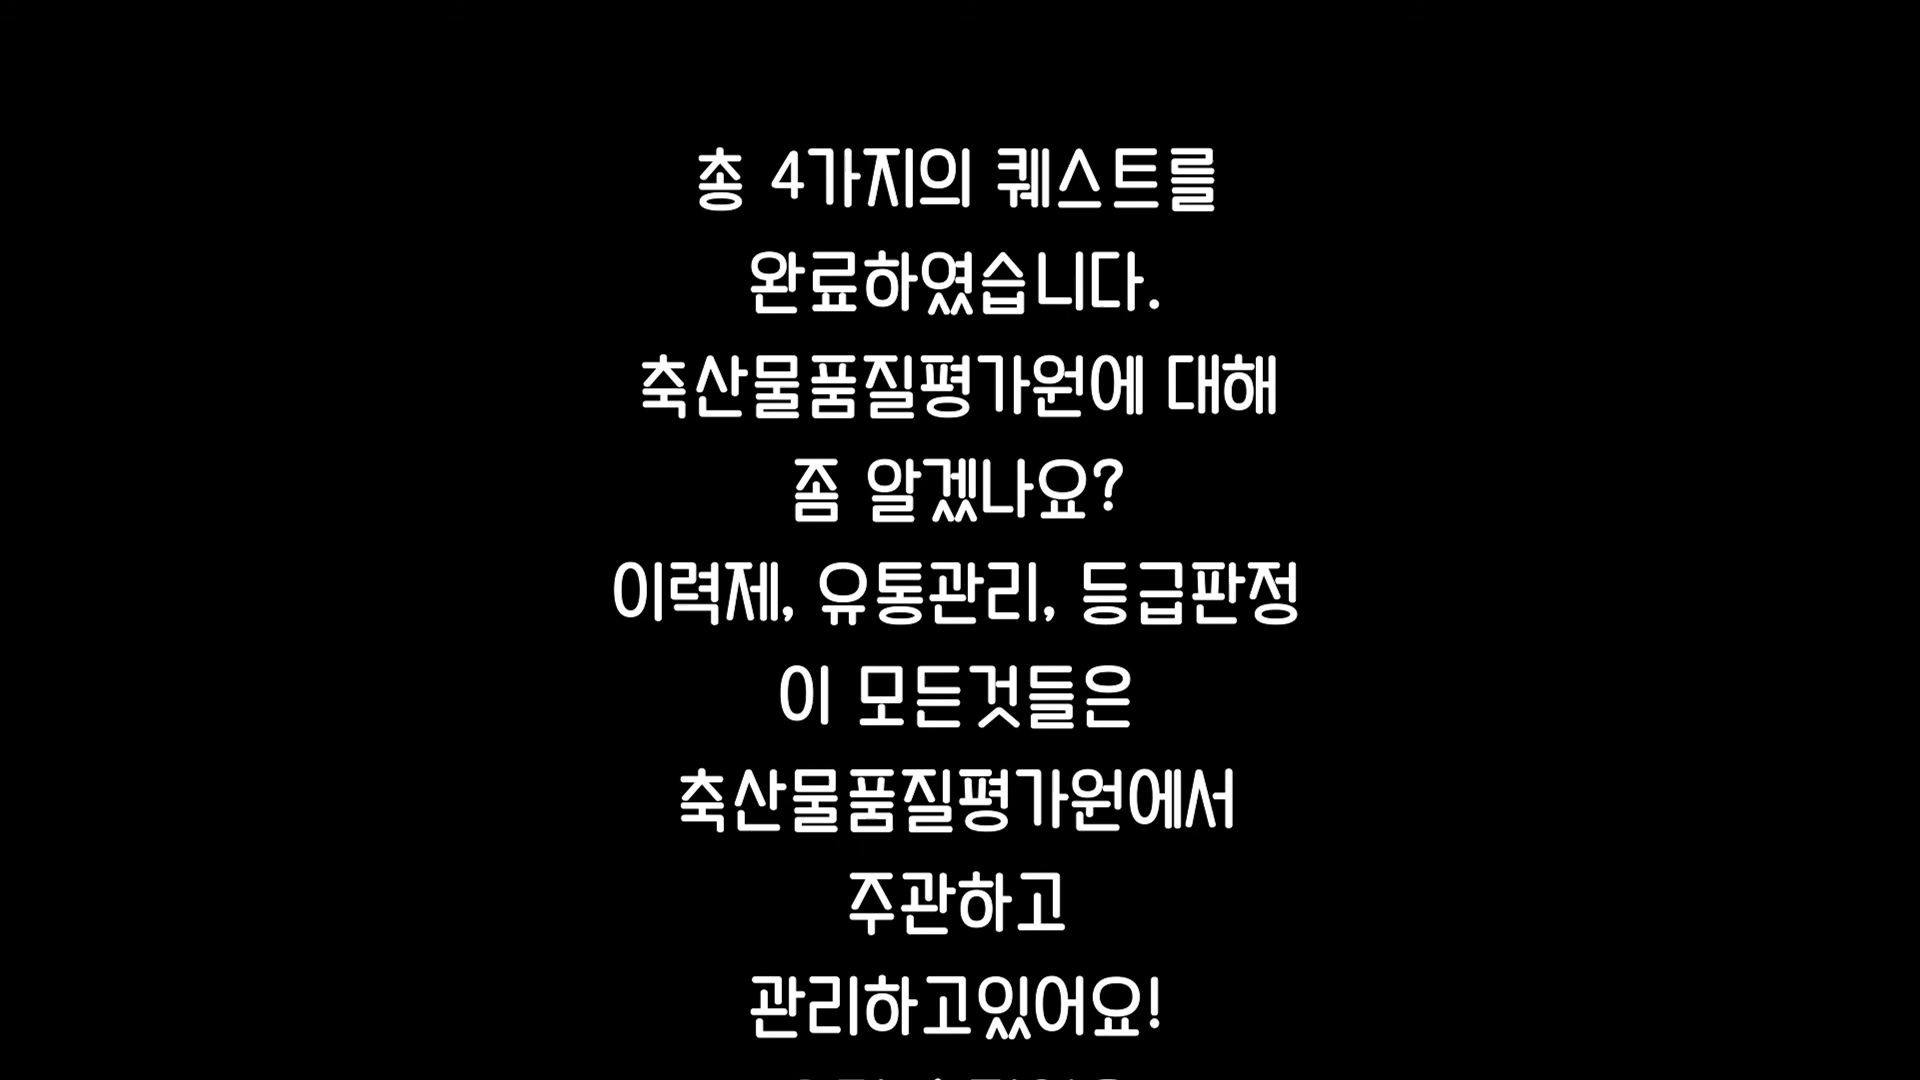 총 4가지의 퀘스트를
완료하였습니다.
축산물품질평가원에 대해
좀 알겠나요?
이력제, 유통관리, 등급판정
이 모든것들은
축산물품질평가원에서
주관하고
관리하고있어요!